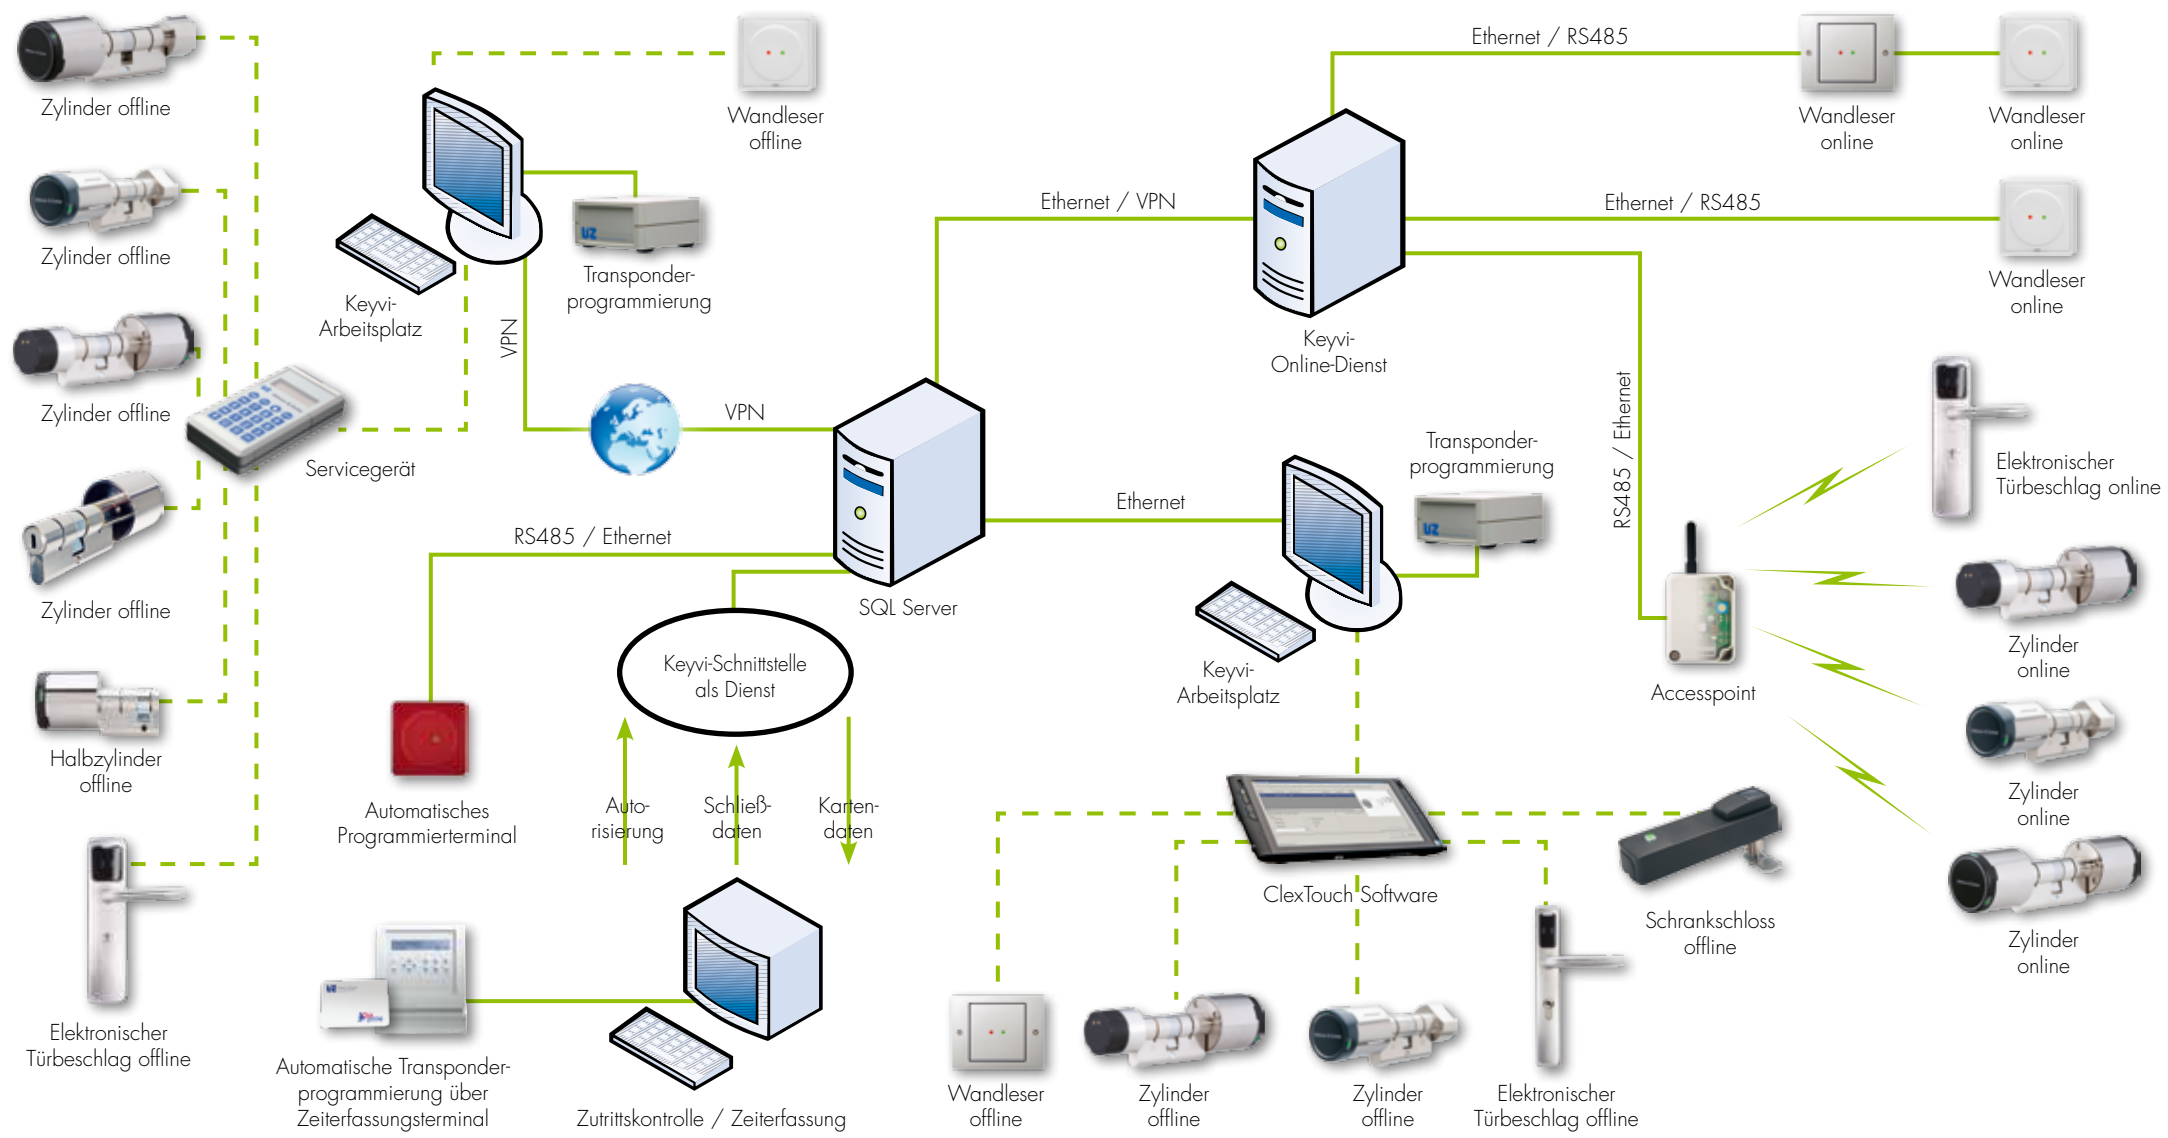 Zylinder offline
Zylinder offline
Zylinder offline
Zylinder offline
Halbzylinder
offline
Elektronischer
Türbeschlag offline
Servicegerät
Keyvi-
Arbeitsplatz
Wandleser
offline
UZ
Transponder-
programmierung
VPN
VPN
RS485 / Ethernet
Automatisches
Programmierterminal
Keyvi-Schnittstelle
als Dienst
Auto-
risierung
Schließ-
daten
Karten-
daten
Automatische Transponder-
programmierung über
Zeiterfassungsterminal
Zutrittskontrolle / Zeiterfassung
SQL Server
Ethernet / VPN
Keyvi-
Online-Dienst
Ethernet / RS485
Wandleser
online
Wandleser
online
Ethernet / RS485
Wandleser
online
RS485 / Ethernet
Accesspoint
Elektronischer
Türbeschlag online
Zylinder
online
Zylinder
online
Zylinder
online
Ethernet
Transponder-
programmierung
UZ
Keyvi-
Arbeitsplatz
ClexTouch Software
Wandleser
offline
Zylinder
offline
Zylinder
offline
Elektronischer
Türbeschlag offline
Schrankschloss
offline